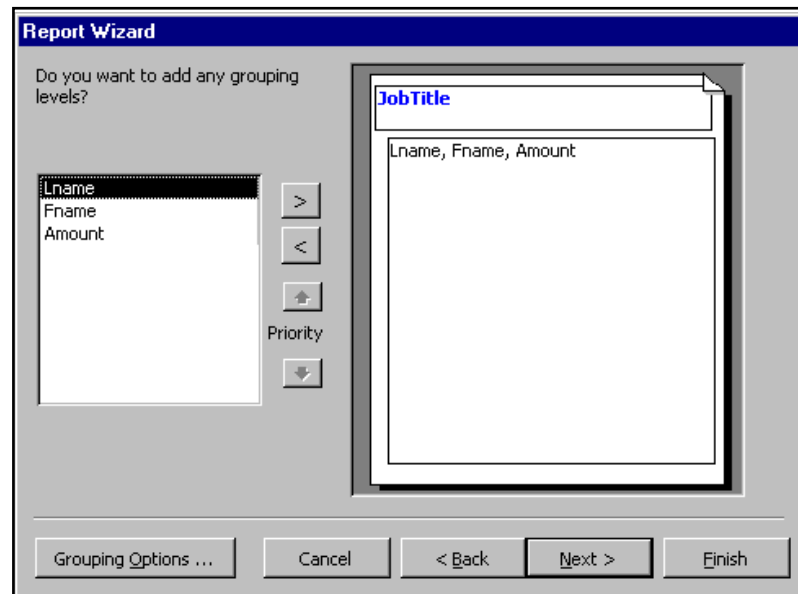 Report Wizard
Do you want to add any grouping
levels?
Lname
Fname
Amount
>
<
Priority
JobTitle
Lname, Fname, Amount
Grouping Options ...
Cancel
< Back
Next >
Finish